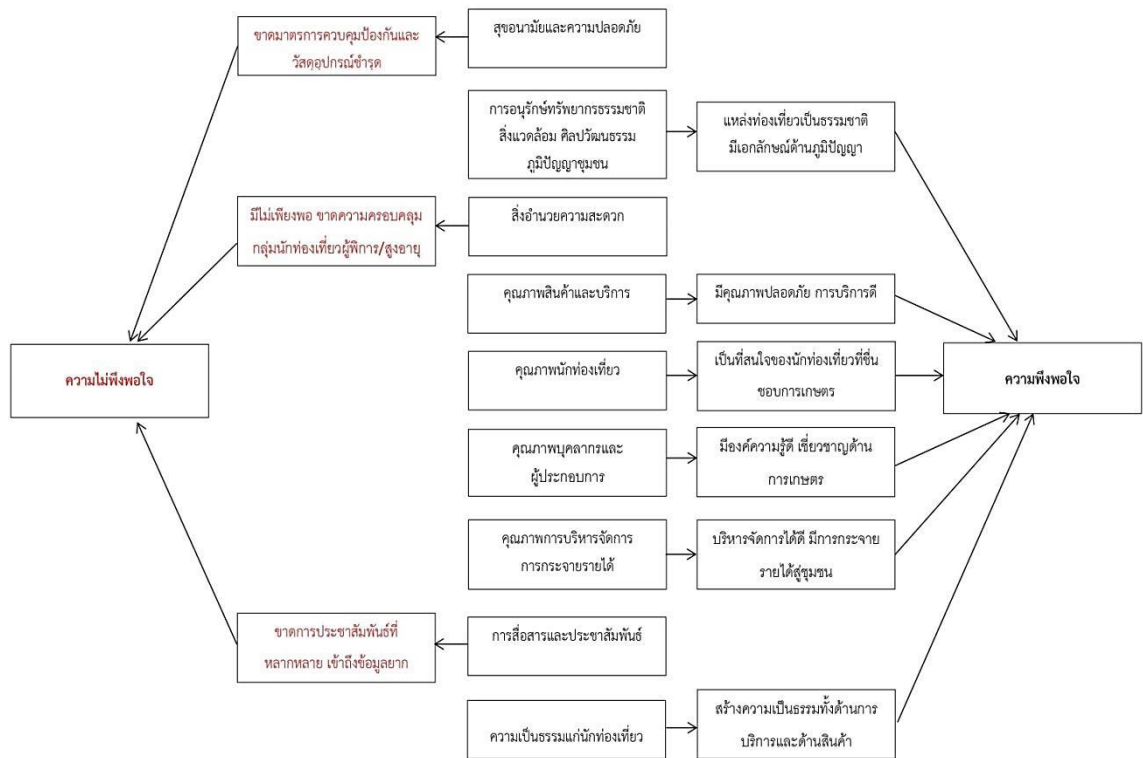 ขาดมาตรการควบคุมป้องกันและ
วัสดุอุปกรณ์ชำรุด
สุขอนามัยและความปลอดภัย
การอนุรักษ์ทรัพยากรธรรมชาติ
สิ่งแวดล้อม ศิลปวัฒนธรรม
ภูมิปัญญาชุมชน
แหล่งท่องเที่ยวเป็นธรรมชาติ
มีเอกลักษณ์ด้านภูมิปัญญา
มีไม่เพียงพอ ขาดความครอบคลุม
กลุ่มนักท่องเที่ยวผู้พิการ/สูงอายุ
สิ่งอำนวยความสะดวก
คุณภาพสินค้าและบริการ
มีคุณภาพปลอดภัย การบริการดี
ความไม่พึงพอใจ
คุณภาพนักท่องเที่ยว
เป็นที่สนใจของนักท่องเที่ยวที่ชื่น
ชอบการเกษตร
ความพึงพอใจ
คุณภาพบุคลากรและ
ผู้ประกอบการ
มีองค์ความรู้ดี เชี่ยวชาญด้าน
การเกษตร
คุณภาพการบริหารจัดการ
การกระจายรายได้
บริหารจัดการได้ดี มีการกระจาย
รายได้สู่ชุมชน
ขาดการประชาสัมพันธ์ที่
หลากหลาย เข้าถึงข้อมูลยาก
การสื่อสารและประชาสัมพันธ์
ความเป็นธรรมแก่นักท่องเที่ยว
สร้างความเป็นธรรมทั้งด้านการ
บริการและด้านสินค้า